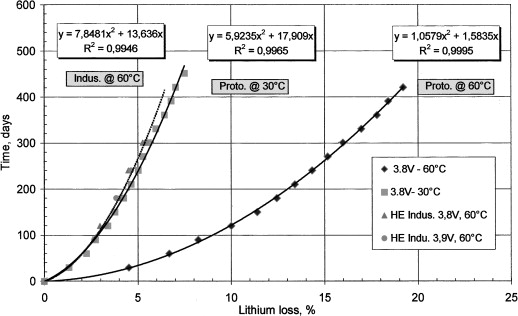 y = 7,8481x² + 13,636x
R² = 0,9946
y = 5,9235x² + 17,909x
R² = 0,9965
y = 1,0579x² + 1,5835x
R² = 0,9995
Indus. @ 60°C
Proto. @ 30°C
Proto. @ 60°C
600
500
400
300
200
100
0
Time, days
3.8V - 60°C
3.8V- 30°C
HE Indus. 3,8V, 60°C
HE Indu. 3,9V, 60°C
0
5
10
15
20
25
Lithium loss, %